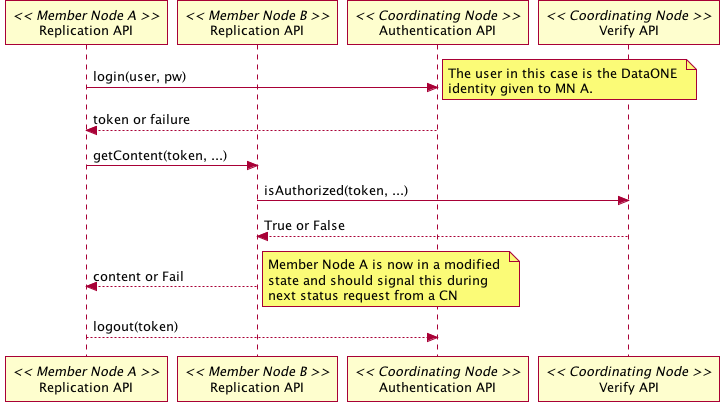 << Member Node A >>
Replication API
<< Member Node B >>
Replication API
<< Coordinating Node >>
Authentication API
<< Coordinating Node >>
Verify API
login(user, pw)
The user in this case is the DataONE
identity given to MN A.
token or failure
getContent(token, ...)
isAuthorized(token, ...)
True or False
Member Node A is now in a modified
state and should signal this during
next status request from a CN
content or Fail
logout(token)
<< Member Node A >>
Replication API
<< Member Node B >>
Replication API
<< Coordinating Node >>
Authentication API
<< Coordinating Node >>
Verify API